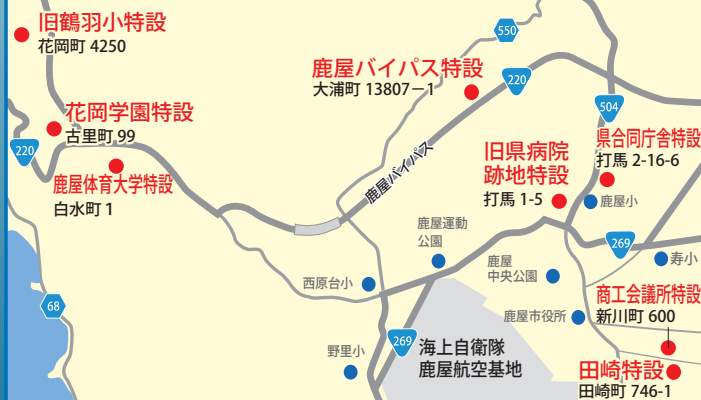 旧鶴羽小特設
花岡町 4250
550
鹿屋バイパス特設
大浦町 13807－1
220
504
花岡学園特設
古里町 99
220
鹿屋バイパス
旧県病院
跡地特設
打馬 1-5
県合同庁舎特設
打馬 2-16-6
鹿屋小
鹿屋体育大学特設
白水町 1
鹿屋運動
公園
269
寿小
鹿屋
中央公園
西原台小
68
商工会議所特設
新川町 600
鹿屋市役所
269
海上自衛隊
鹿屋航空基地
野里小
田崎特設
田崎町 746-1